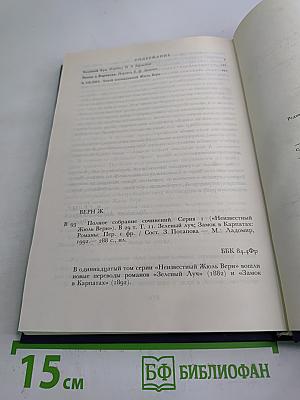 СОДЕРЖАНИЕ
ВЕРН Ж.
В 93 Полное собрание сочинений. Серия 1 («Неизвестный
Жюль Верн»). В 29 т. Т. 11. Зеленый луч; Замок в Карпатах:
Романы: Пер. с фр. / Сост. З. Потапова — М.: Ладомир,
1992.— 288 с., ил.
ББК 84.4Фр
В одиннадцатый том серии «Неизвестный Жюль Верн» вошли
новые переводы романов «Зеленый Луч» (1882) и «Замок
в Карпатах» (1892).
15 см
БФ БИБЛИОФАН